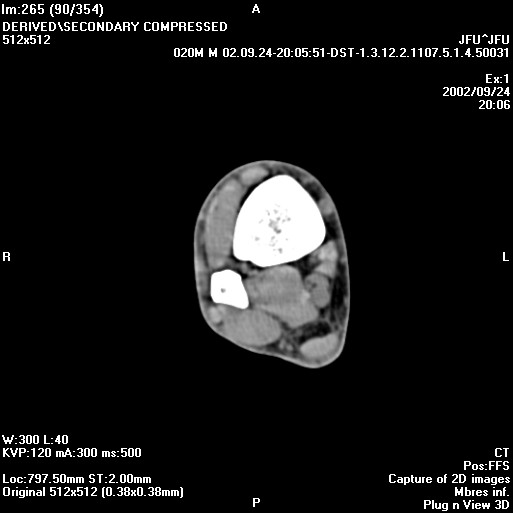 Im:265 (90/354)
A
DERIVED\SECONDARY COMPRESSED
512x512
JFU^JFU
020M M 02.09.24-20:05:51-DST-1.3.12.2.1107.5.1.4.50031
Ex:1
2002/09/24
20:06
R
L
W:300 L:40
KVP:120 mA:300 ms:500
CT
Pos:FFS
Loc:797.50mm ST:2.00mm
Capture of 2D images
Original 512x512 (0.38x0.38mm)
Mbres inf.
P
Plug n View 3D